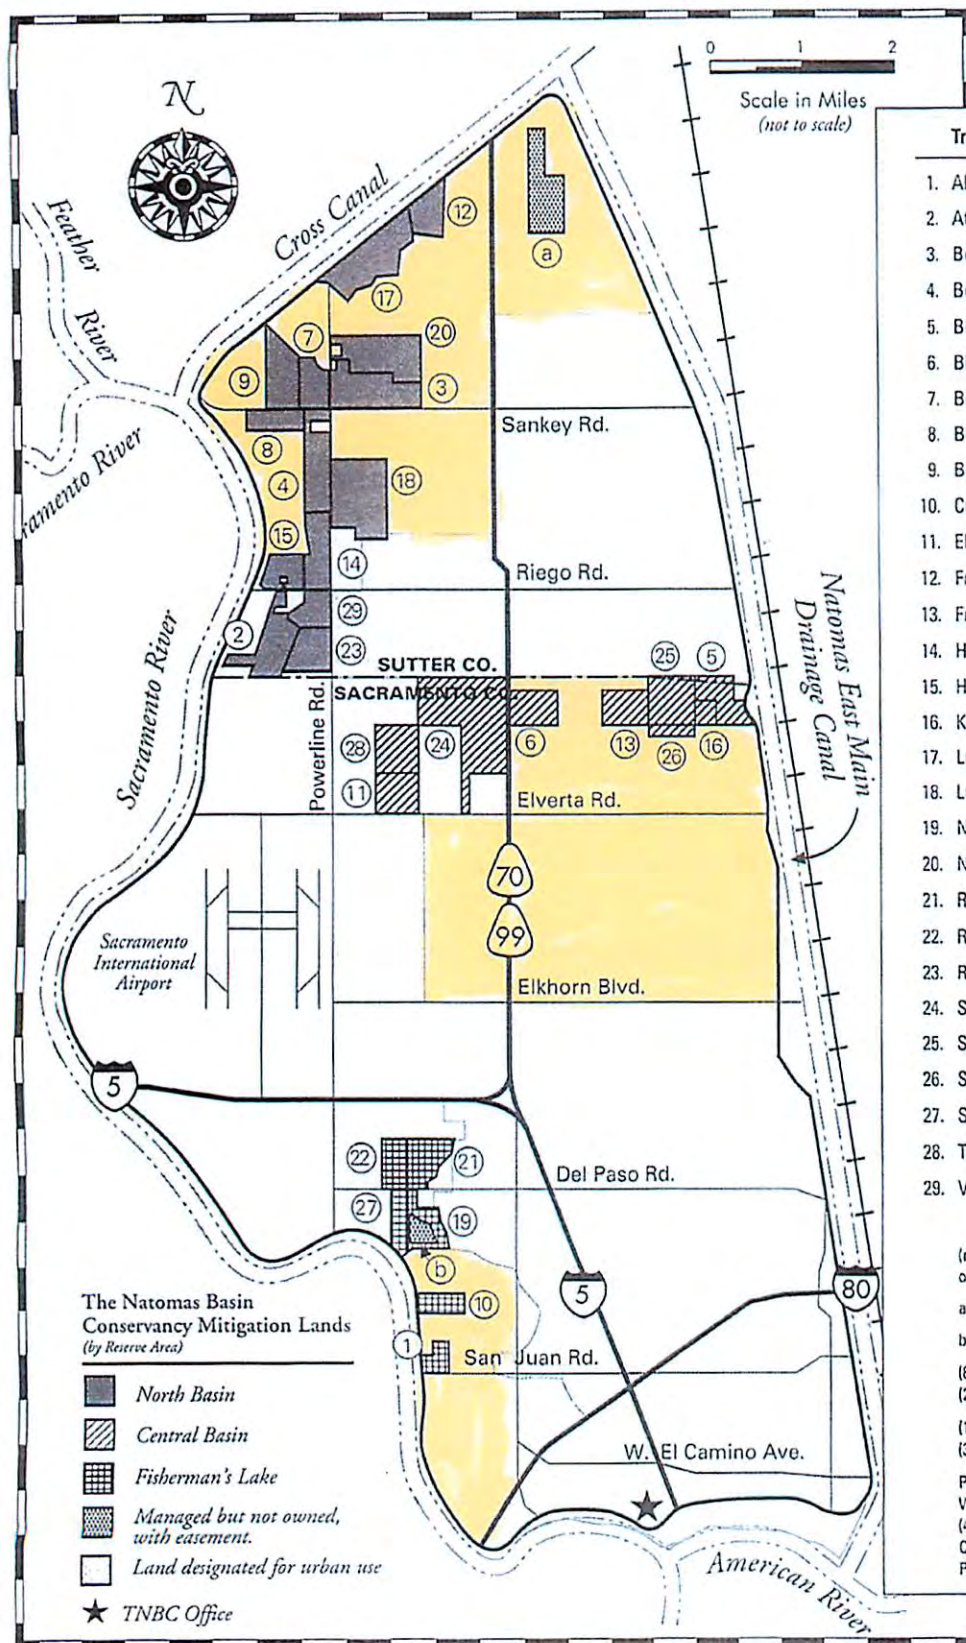 N
0 1 2
Scale in Miles
(not to scale)
Cross Canal
Feather
River
Sacramento River
Sacramento River
12
a
17
7
20
9
3
Sankey Rd.
8
4
18
15
14
Riego Rd.
2
29
23
Natomas East Main
Drainage Canal
SUTTER CO.
SACRAMENTO CO.
25
5
Powerline Rd.
28
24
6
13
26
16
11
Elverta Rd.
70
99
Sacramento
International
Airport
Elkhorn Blvd.
5
22
21
Del Paso Rd.
27
19
b
10
5
80
1
San Juan Rd.
W. El Camino Ave.
American River
The Natomas Basin
Conservancy Mitigation Lands
(by Reserve Area)
North Basin
Central Basin
Fisherman's Lake
Managed but not owned,
with easement.
Land designated for urban use
TNBC Office
Tr
1. Al
2. At
3. Be
4. Be
5. B
6. B
7. B
8. B
9. B
10. C
11. El
12. Fr
13. Fr
14. H
15. H
16. K
17. L
18. L
19. N
20. N
21. R
22. R
23. R
24. S
25. S
26. S
27. S
28. T
29. V
a
b
P
V
P